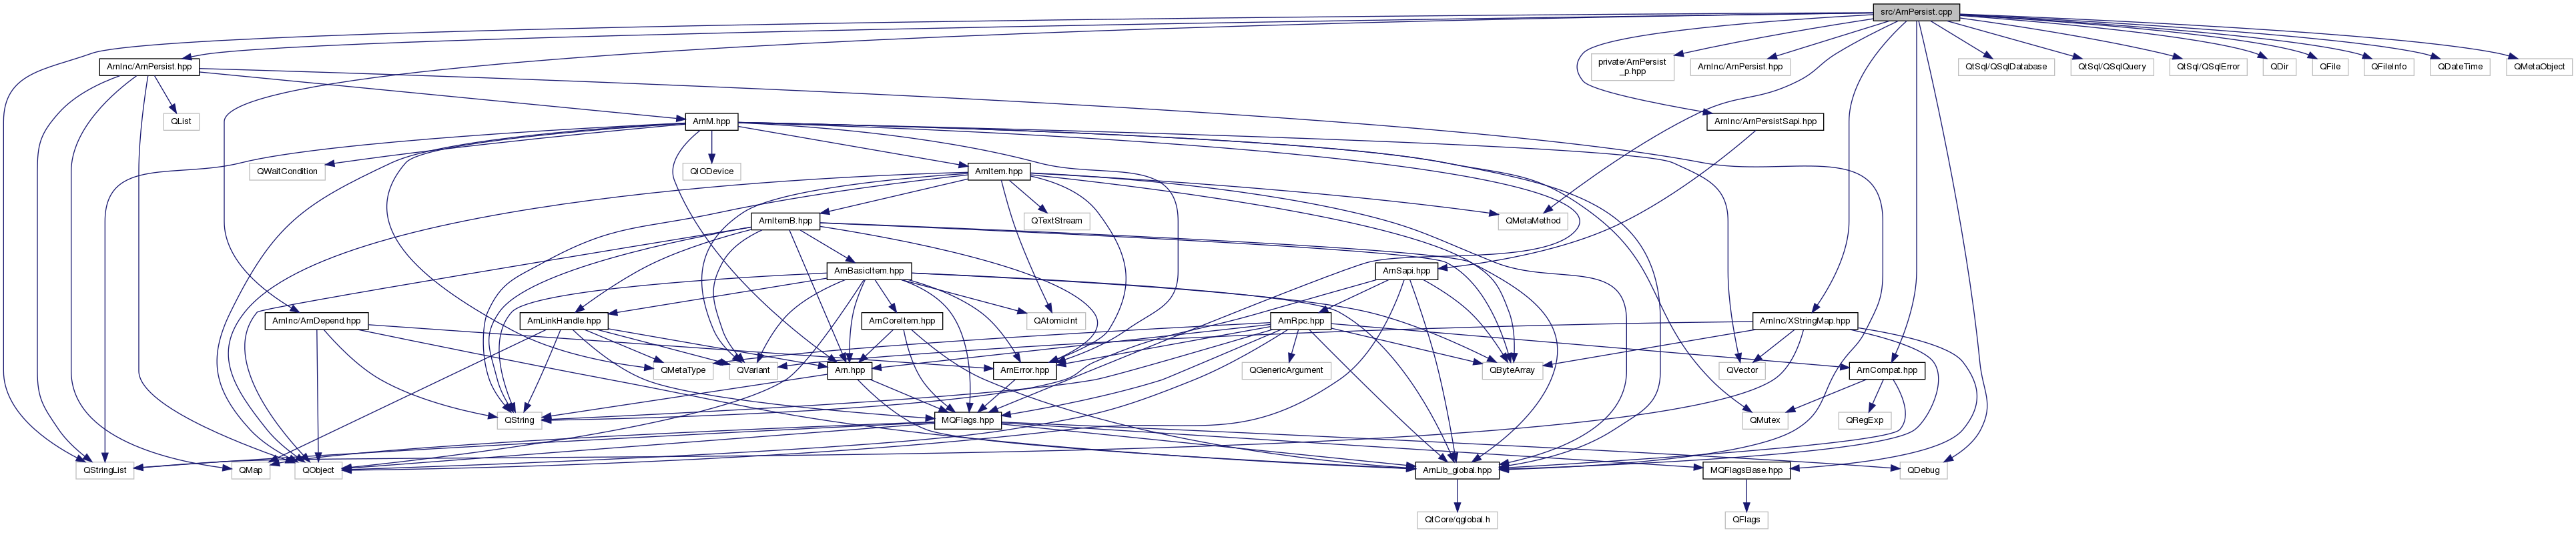 src/ArnPersist.cpp
ArnInc/ArnPersist.hpp
private/ArnPersist
_p.hpp
ArnInc/ArnPersist.hpp
QtSql/QSqlDatabase
QtSql/QSqlQuery
QtSql/QSqlError
QDir
QFile
QFileInfo
QDateTime
QMetaObject
QList
ArnM.hpp
ArnInc/ArnPersistSapi.hpp
QWaitCondition
QIODevice
ArnItem.hpp
ArnItemB.hpp
QTextStream
QMetaMethod
ArnBasicItem.hpp
ArnSapi.hpp
ArnInc/ArnDepend.hpp
ArnLinkHandle.hpp
ArnCoreItem.hpp
QAtomicInt
ArnRpc.hpp
ArnInc/XStringMap.hpp
QMetaType
QVariant
Arn.hpp
ArnError.hpp
QGenericArgument
QByteArray
QVector
ArnCompat.hpp
QString
MQFlags.hpp
QMutex
QRegExp
QStringList
QMap
QObject
ArnLib_global.hpp
MQFlagsBase.hpp
QDebug
QtCore/qglobal.h
QFlags